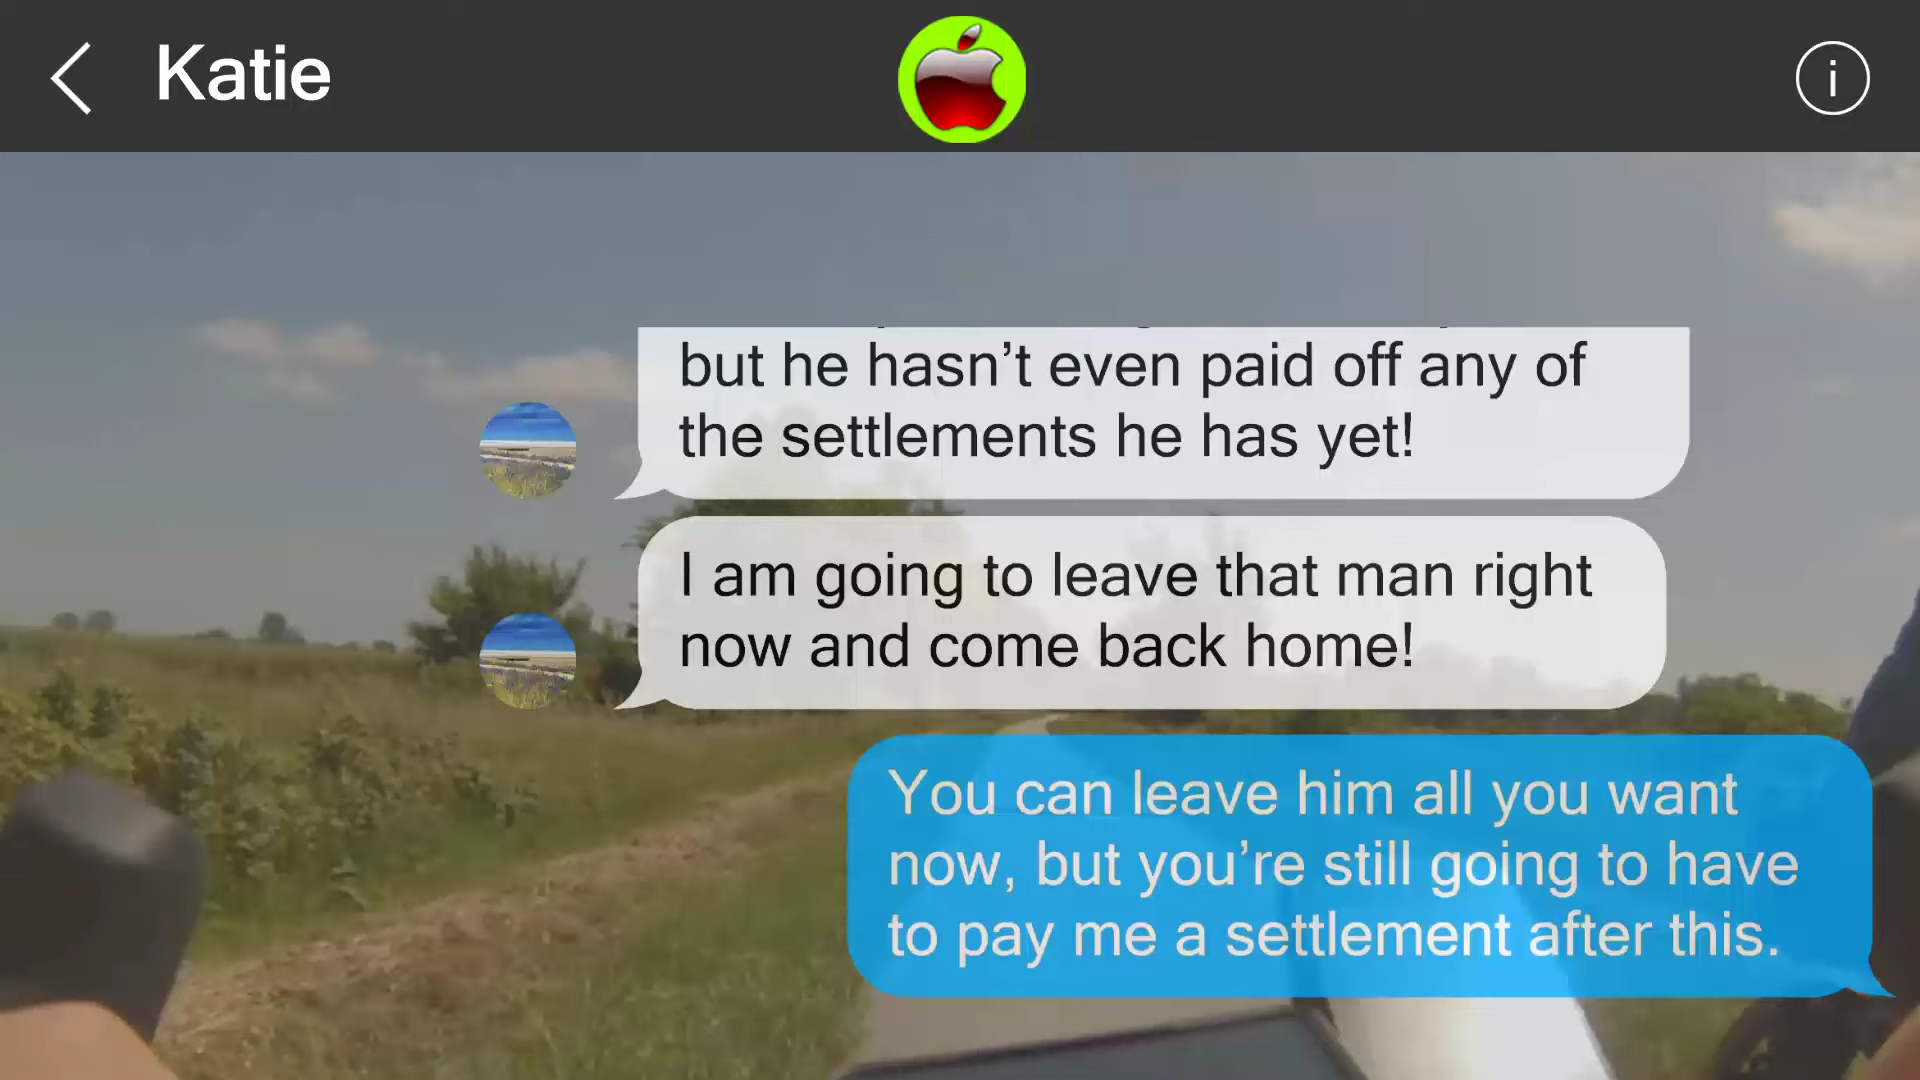 Katie
i
but he hasn’t even paid off any of
the settlements he has yet!
I am going to leave that man right
now and come back home!
You can leave him all you want
now, but you’re still going to have
to pay me a settlement after this.